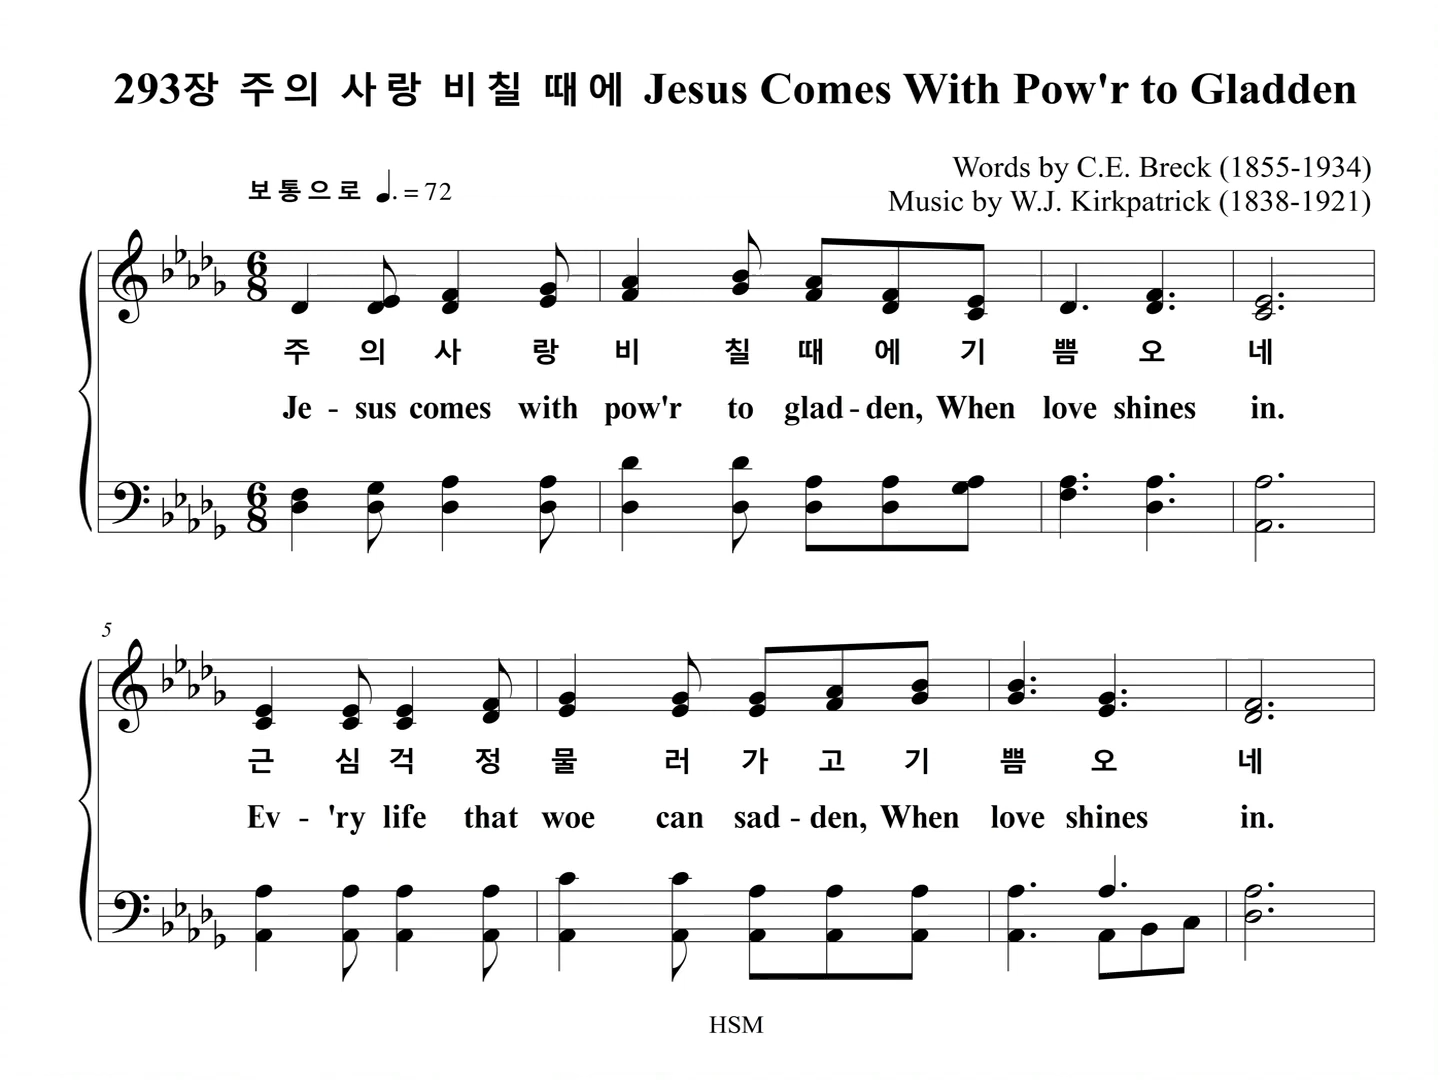 293장 주의 사랑 비칠 때에 Jesus Comes With Pow'r to Gladden
Words by C.E. Breck (1855-1934)
보통으로 ♩. = 72
Music by W.J. Kirkpatrick (1838-1921)
6 8
주 의 사 랑 비 칠 때 에 기 쁨 오 네
Je - sus comes with pow'r to glad - den, When love shines in.
6 8
5
근 심 걱 정 물 러 가 고 기 쁨 오 네
Ev - 'ry life that woe can sad - den, When love shines in.
HSM